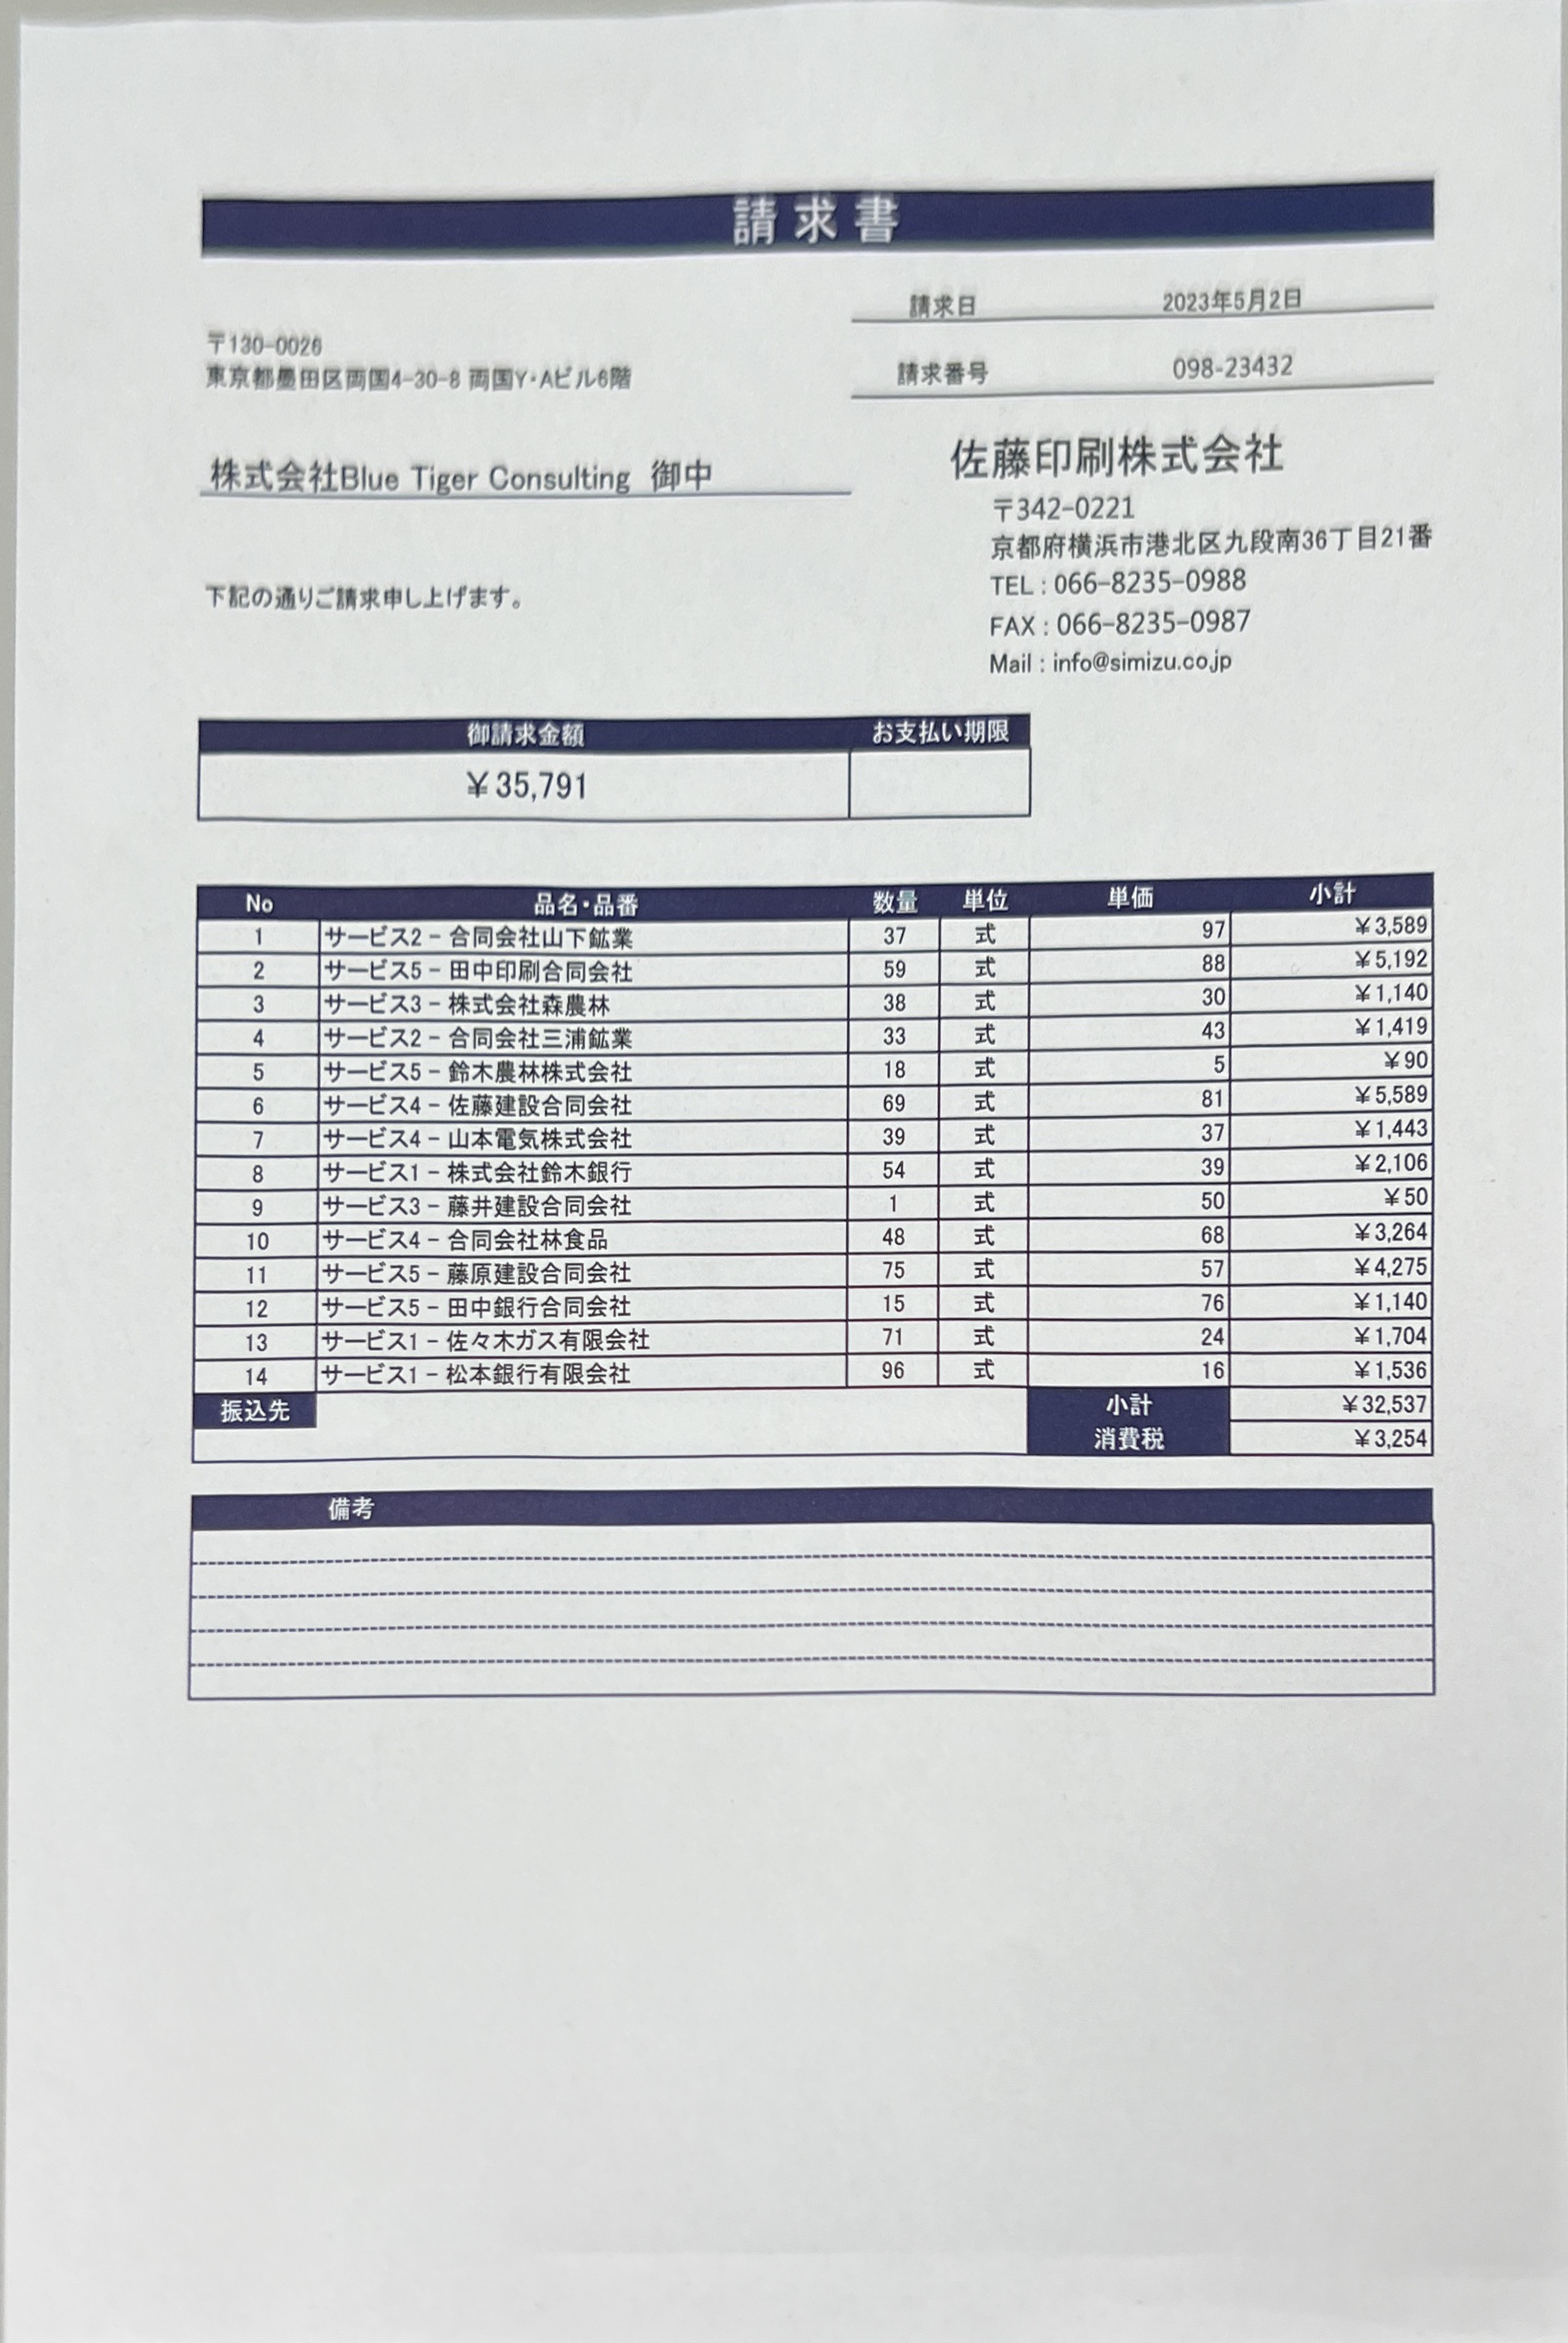 請求書
請求日 2023年5月2日
〒130-0026
東京都墨田区両国4-30-8 両国Y・Aビル6階
請求番号 098-23432
株式会社Blue Tiger Consulting 御中
佐藤印刷株式会社
〒342-0221
京都府横浜市港北区九段南36丁目21番
TEL : 066-8235-0988
FAX : 066-8235-0987
Mail : info@simizu.co.jp
下記の通りご請求申し上げます。
御請求金額 お支払い期限
¥35,791
No 品名・品番 数量 単位 単価 小計
1 サービス2 - 合同会社山下鉱業 37 式 97 ¥3,589
2 サービス5 - 田中印刷合同会社 59 式 88 ¥5,192
3 サービス3 - 株式会社森農林 38 式 30 ¥1,140
4 サービス2 - 合同会社三浦鉱業 33 式 43 ¥1,419
5 サービス5 - 鈴木農林株式会社 18 式 5 ¥90
6 サービス4 - 佐藤建設合同会社 69 式 81 ¥5,589
7 サービス4 - 山本電気株式会社 39 式 37 ¥1,443
8 サービス1 - 株式会社鈴木銀行 54 式 39 ¥2,106
9 サービス3 - 藤井建設合同会社 1 式 50 ¥50
10 サービス4 - 合同会社林食品 48 式 68 ¥3,264
11 サービス5 - 藤原建設合同会社 75 式 57 ¥4,275
12 サービス5 - 田中銀行合同会社 15 式 76 ¥1,140
13 サービス1 - 佐々木ガス有限会社 71 式 24 ¥1,704
14 サービス1 - 松本銀行有限会社 96 式 16 ¥1,536
振込先 小計 ¥32,537
消費税 ¥3,254
備考